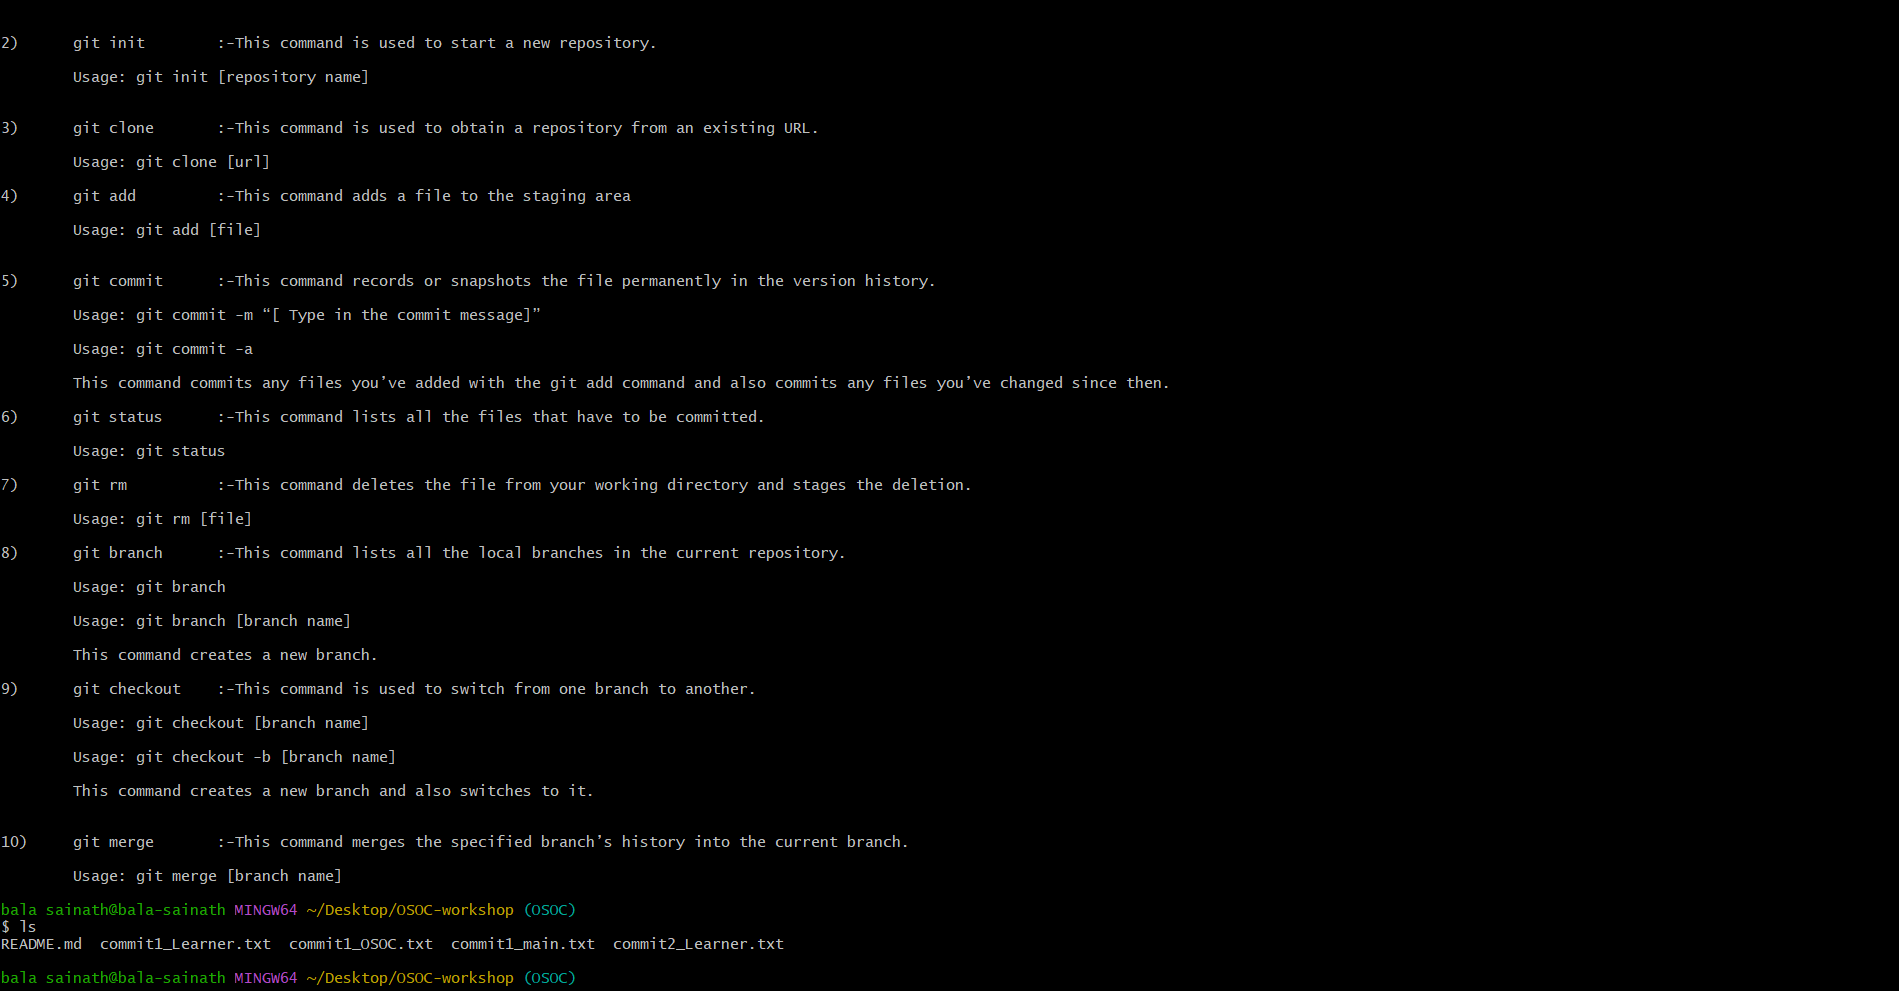 2) git init :-This command is used to start a new repository.
Usage: git init [repository name]
3) git clone :-This command is used to obtain a repository from an existing URL.
Usage: git clone [url]
4) git add :-This command adds a file to the staging area
Usage: git add [file]
5) git commit :-This command records or snapshots the file permanently in the version history.
Usage: git commit -m “[ Type in the commit message]”
Usage: git commit -a
This command commits any files you’ve added with the git add command and also commits any files you’ve changed since then.
6) git status :-This command lists all the files that have to be committed.
Usage: git status
7) git rm :-This command deletes the file from your working directory and stages the deletion.
Usage: git rm [file]
8) git branch :-This command lists all the local branches in the current repository.
Usage: git branch
Usage: git branch [branch name]
This command creates a new branch.
9) git checkout :-This command is used to switch from one branch to another.
Usage: git checkout [branch name]
Usage: git checkout -b [branch name]
This command creates a new branch and also switches to it.
10) git merge :-This command merges the specified branch’s history into the current branch.
Usage: git merge [branch name]
bala sainath@bala-sainath MINGW64 ~/Desktop/OSOC-workshop (OSOC)
$ ls
README.md commit1_Learner.txt commit1_OSOC.txt commit1_main.txt commit2_Learner.txt
bala sainath@bala-sainath MINGW64 ~/Desktop/OSOC-workshop (OSOC)